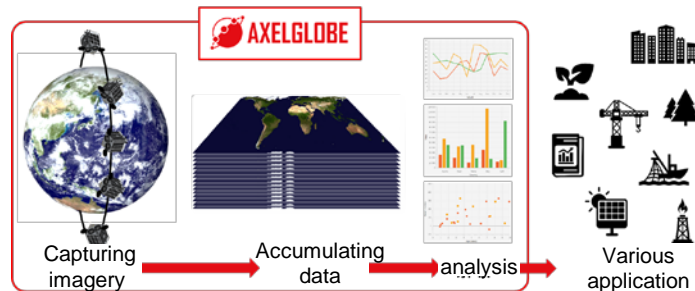 AXELGLOBE
Capturing
imagery
Accumulating
data
analysis
Various
application